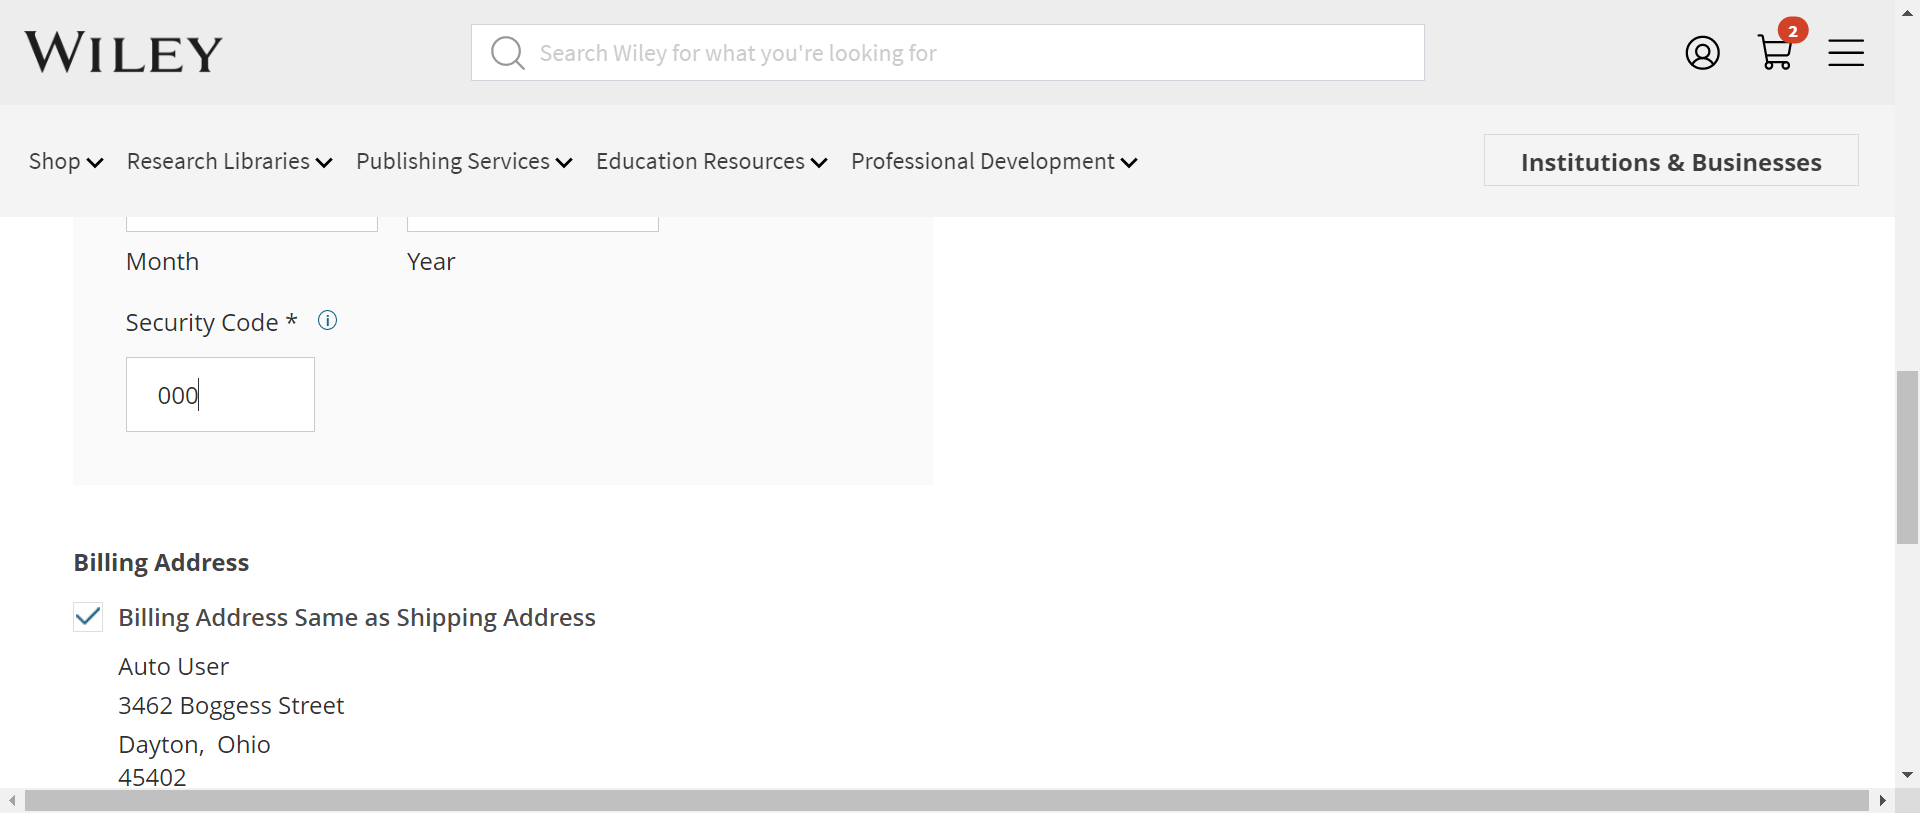 WILEY
Search Wiley for what you're looking for
2
Shop Research Libraries Publishing Services Education Resources Professional Development
Institutions & Businesses
Month Year
Security Code *
000
Billing Address
Billing Address Same as Shipping Address
Auto User
3462 Boggess Street
Dayton, Ohio
45402